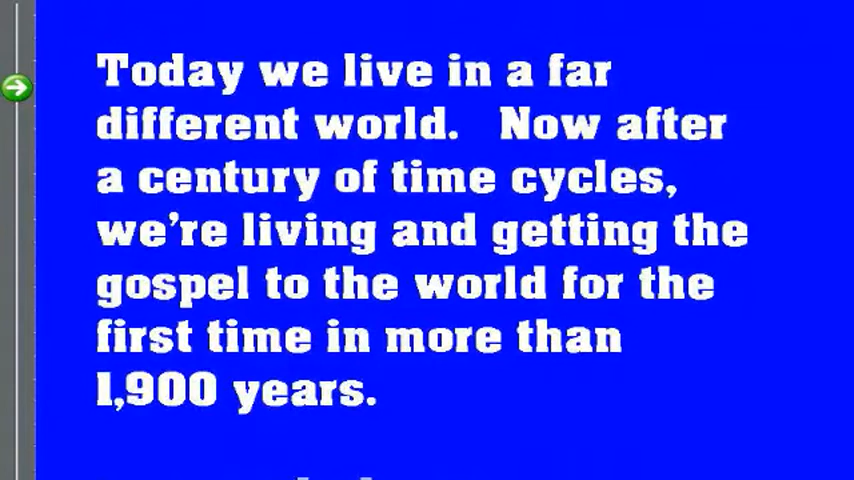 Today we live in a far
different world.   Now after
a century of time cycles,
we're living and getting the
gospel to the world for the
first time in more than
1,900 years.